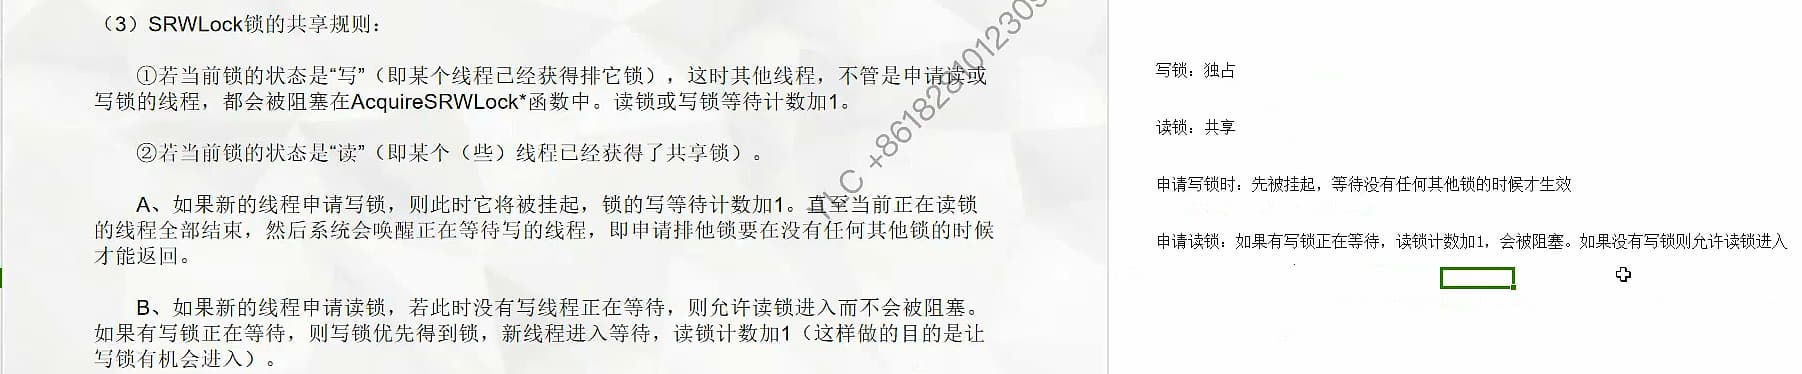 （3）SRWLock锁的共享规则：
①若当前锁的状态是“写”（即某个线程已经获得排它锁），这时其他线程，不管是申请读或
写锁的线程，都会被阻塞在AcquireSRWLock*函数中。读锁或写锁等待计数加1。
②若当前锁的状态是“读”（即某个（些）线程已经获得了共享锁）。
A、如果新的线程申请写锁，则此时它将被挂起，锁的写等待计数加1。直至当前正在读锁
的线程全部结束，然后系统会唤醒正在等待写的线程，即申请排他锁要在没有任何其他锁的时候
才能返回。
B、如果新的线程申请读锁，若此时没有写线程正在等待，则允许读锁进入而不会被阻塞。
如果有写锁正在等待，则写锁优先得到锁，新线程进入等待，读锁计数加1（这样做的目的是让
写锁有机会进入）。
写锁：独占
读锁：共享
申请写锁时：先被挂起，等待没有任何其他锁的时候才生效
申请读锁：如果有写锁正在等待，读锁计数加1，会被阻塞。如果没有写锁则允许读锁进入